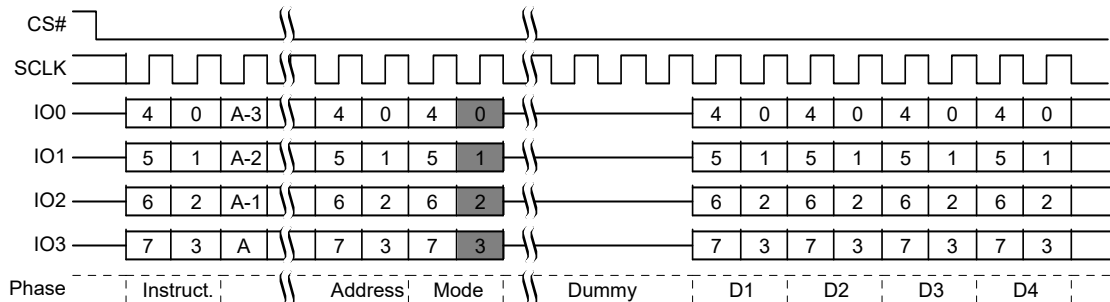 CS#
SCLK
IO0 4 0 A-3 4 0 4 0 4 0 4 0 4 0 4 0
IO1 5 1 A-2 5 1 5 1 5 1 5 1 5 1 5 1
IO2 6 2 A-1 6 2 6 2 6 2 6 2 6 2 6 2
IO3 7 3 A 7 3 7 3 7 3 7 3 7 3 7 3
Phase Instruct. Address Mode Dummy D1 D2 D3 D4